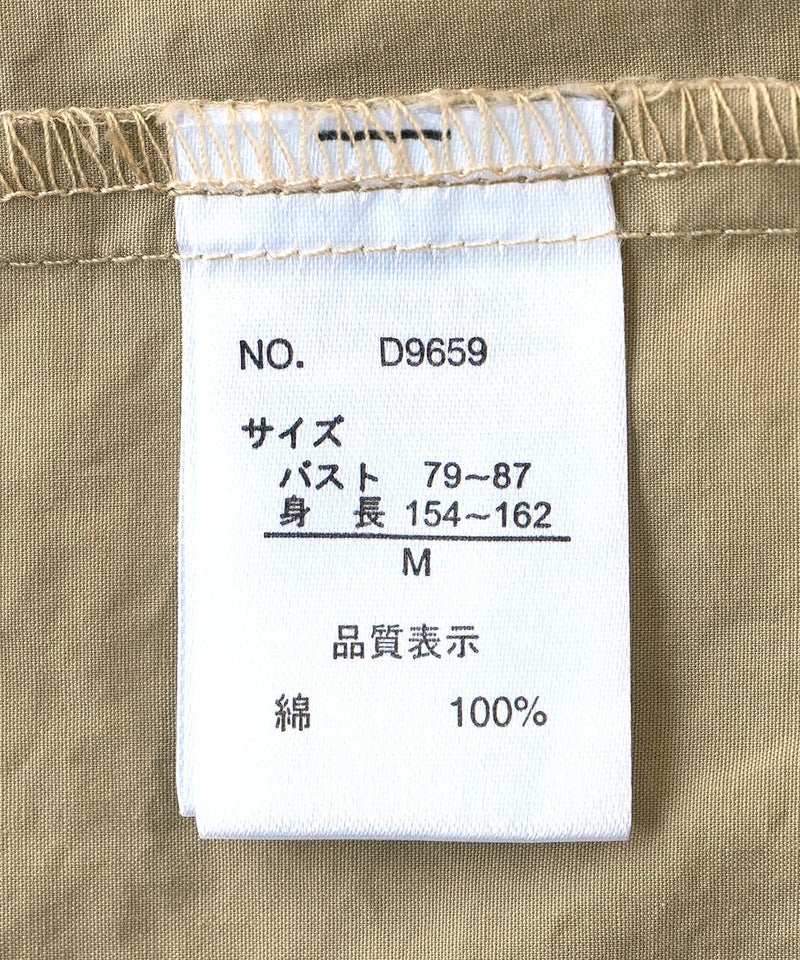 NO. D9659
サイズ
バスト 79~87
身 長 154~162
M
品質表示
綿 100%